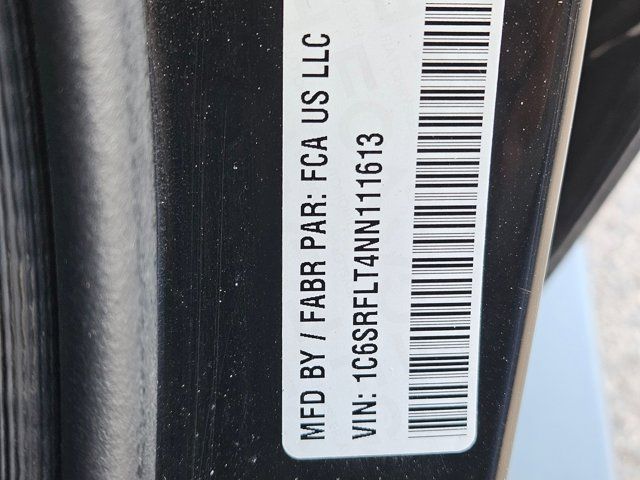 MFD BY / FABR PAR: FCA US LLC
VIN: 1C6SRFLT4NN111613